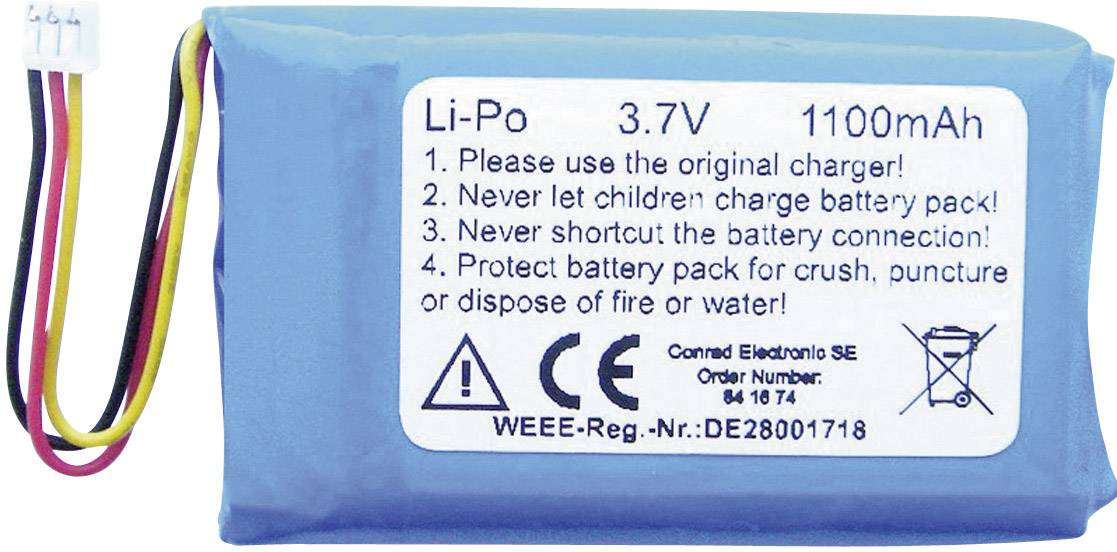 Li-Po 3.7V 1100mAh
1. Please use the original charger!
2. Never let children charge battery pack!
3. Never shortcut the battery connection!
4. Protect battery pack for crush, puncture
or dispose of fire or water!
CE Conrad Electronic SE
Order Number:
84 16 74
WEEE-Reg.-Nr.:DE28001718